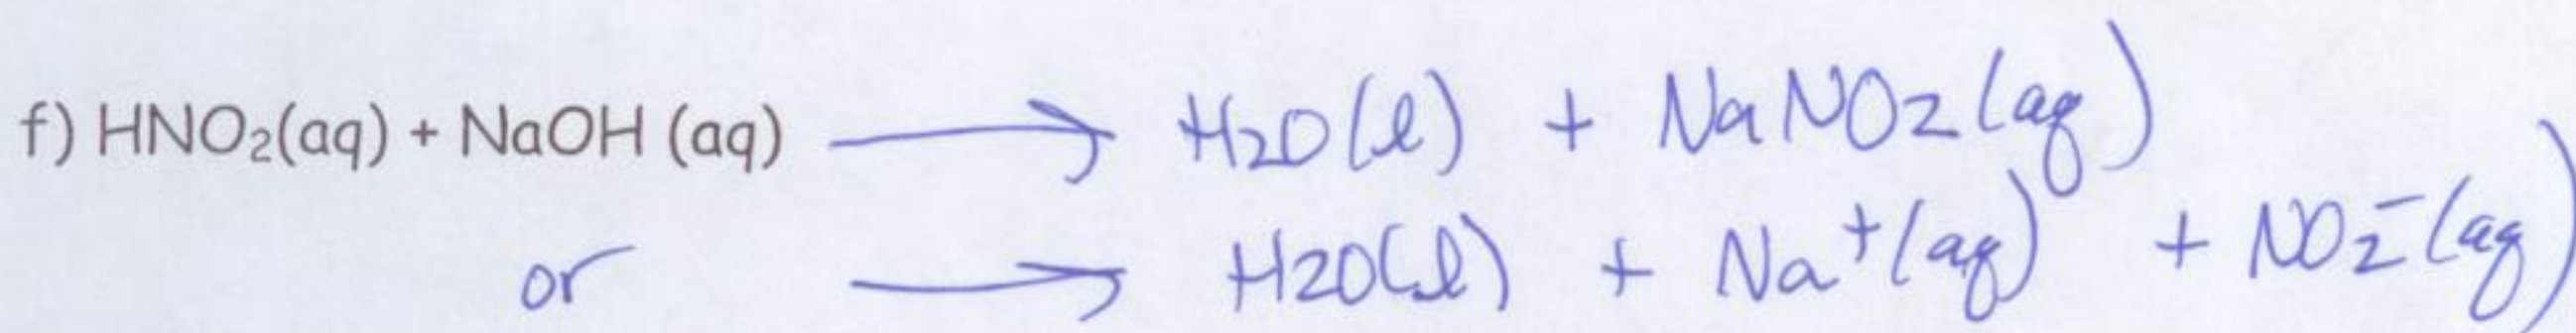 f) HNO₂(aq) + NaOH (aq) ⟶ H₂O(l) + NaNO₂(aq)
or ⟶ H2O(l) + Na⁺(aq) + NO₂⁻(aq)